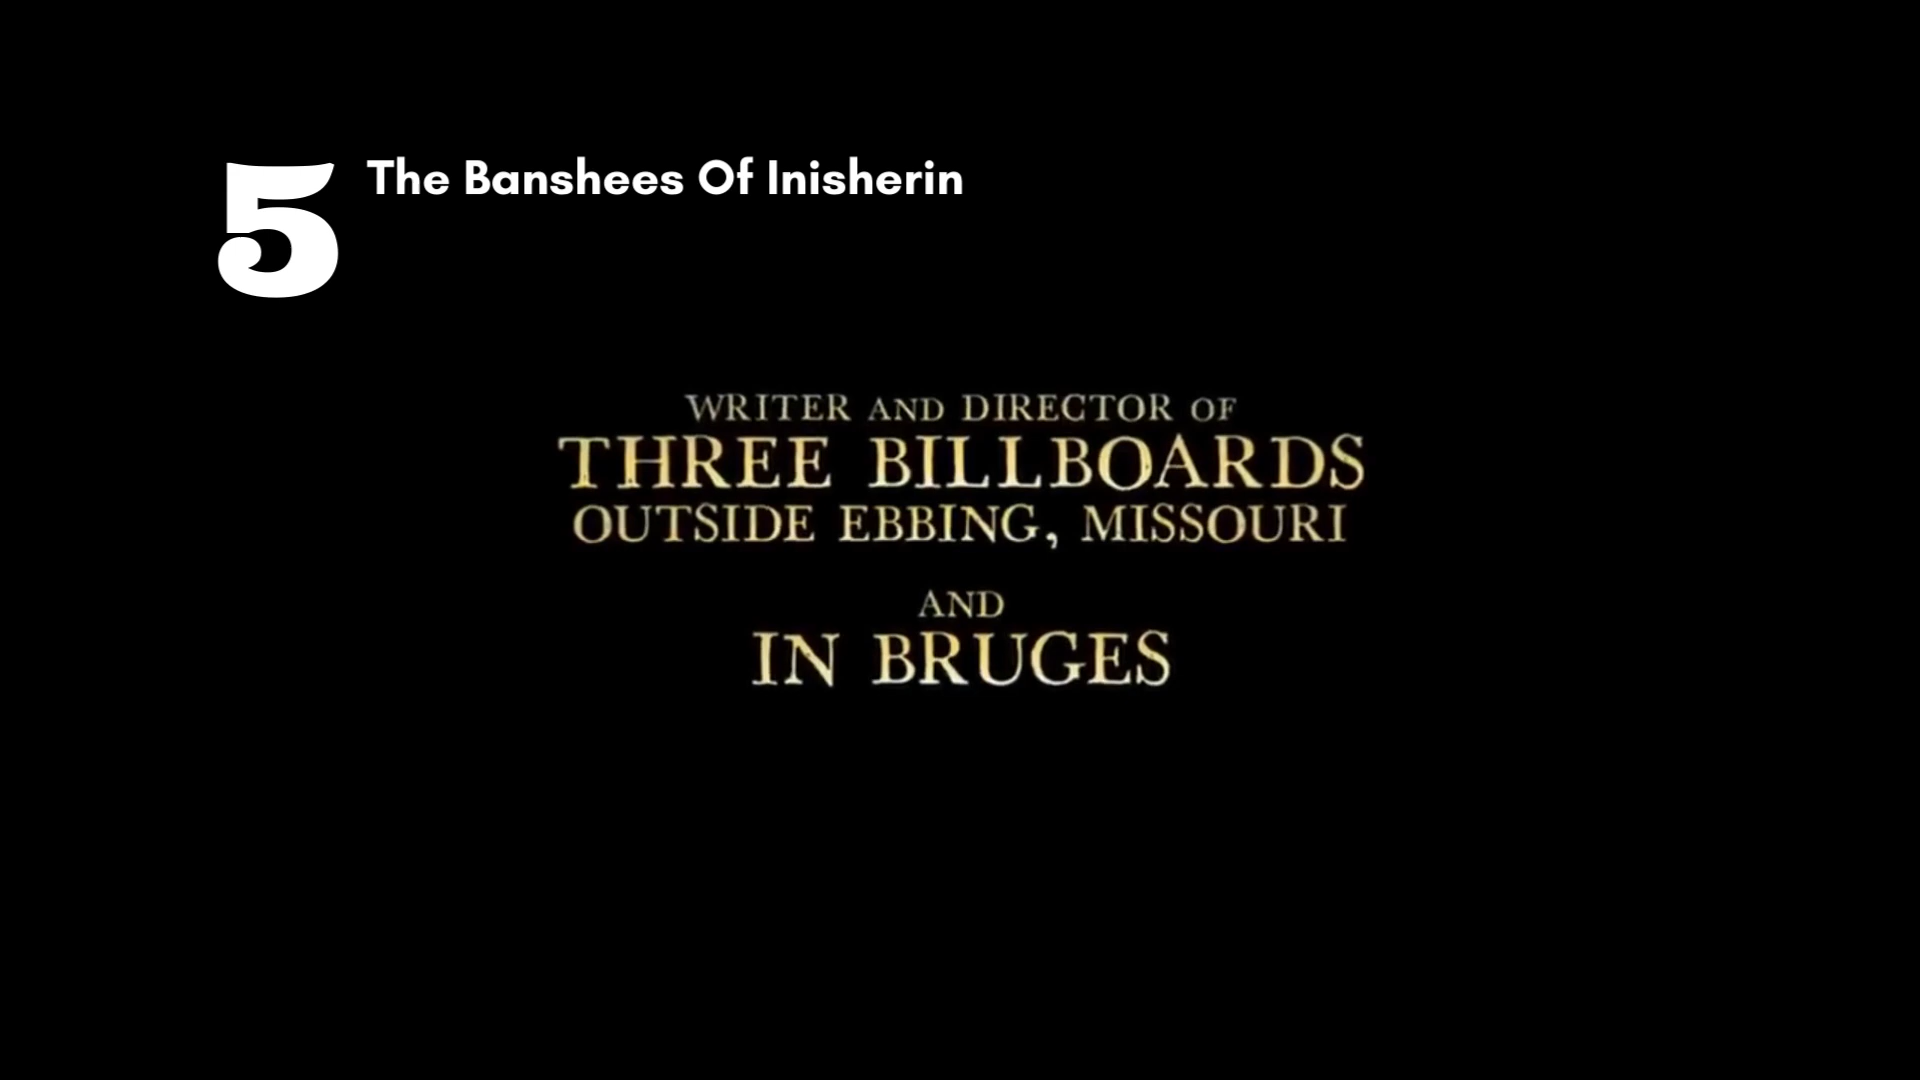 5
The Banshees Of Inisherin
WRITER AND DIRECTOR OF
THREE BILLBOARDS
OUTSIDE EBBING, MISSOURI
AND
IN BRUGES